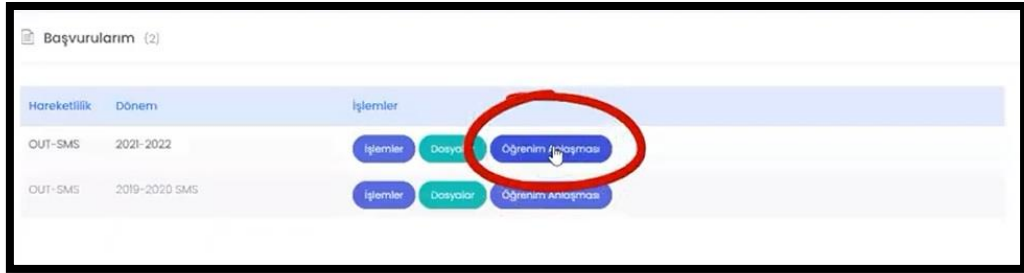 Başvurularım (2)
Hareketlilik Dönem İşlemler
OUT-SMS 2021-2022 İşlemler Dosyalar Öğrenim Anlaşması
OUT-SMS 2019-2020 SMS İşlemler Dosyalar Öğrenim Anlaşması